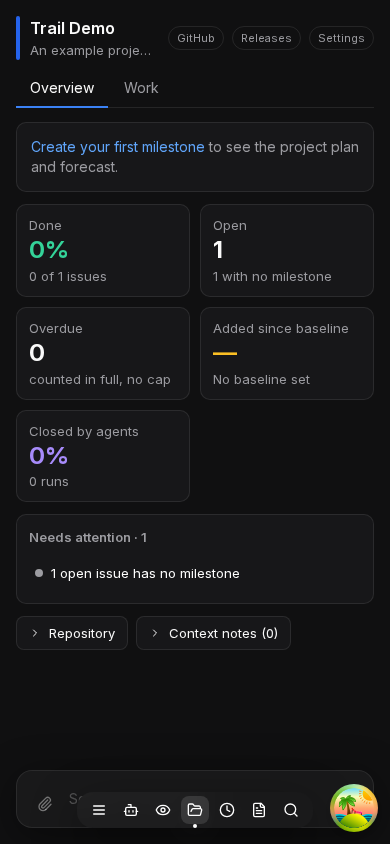 Trail Demo
An example proje...
GitHub
Releases
Settings
Overview
Work
Create your first milestone to see the project plan
and forecast.
Done
0%
0 of 1 issues
Open
1
1 with no milestone
Overdue
0
counted in full, no cap
Added since baseline
—
No baseline set
Closed by agents
0%
0 runs
Needs attention · 1
1 open issue has no milestone
Repository
Context notes (0)